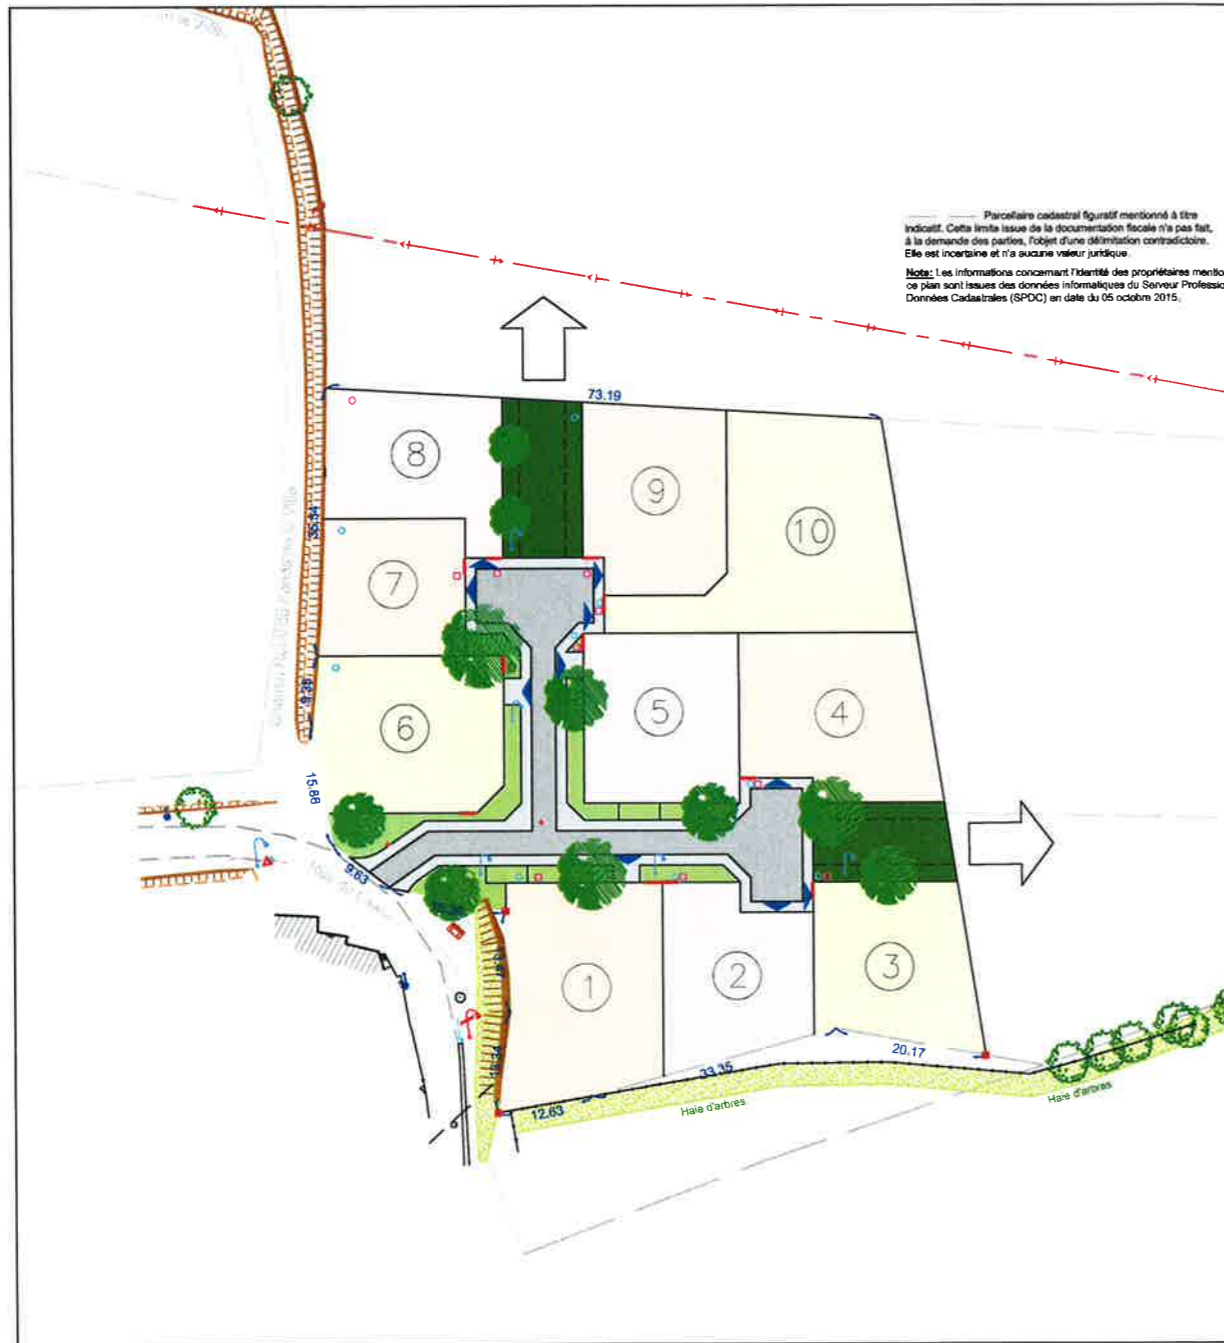 Parcellaire cadastral figuratif mentionné à titre
indicatif. Cette limite issue de la documentation fiscale n'a pas fait,
à la demande des parties, l'objet d'une délimitation contradictoire.
Elle est incertaine et n'a aucune valeur juridique.
Note: Les informations concernant l'identité des propriétaires mentio
ce plan sont issues des données informatiques du Serveur Professio
Données Cadastrales (SPDC) en date du 05 octobre 2015.
73.19
8
9
10
7
6
5
4
15.86
9.63
1
2
3
20.17
33.35
12.63
Haie d'arbres
Haie d'arbres